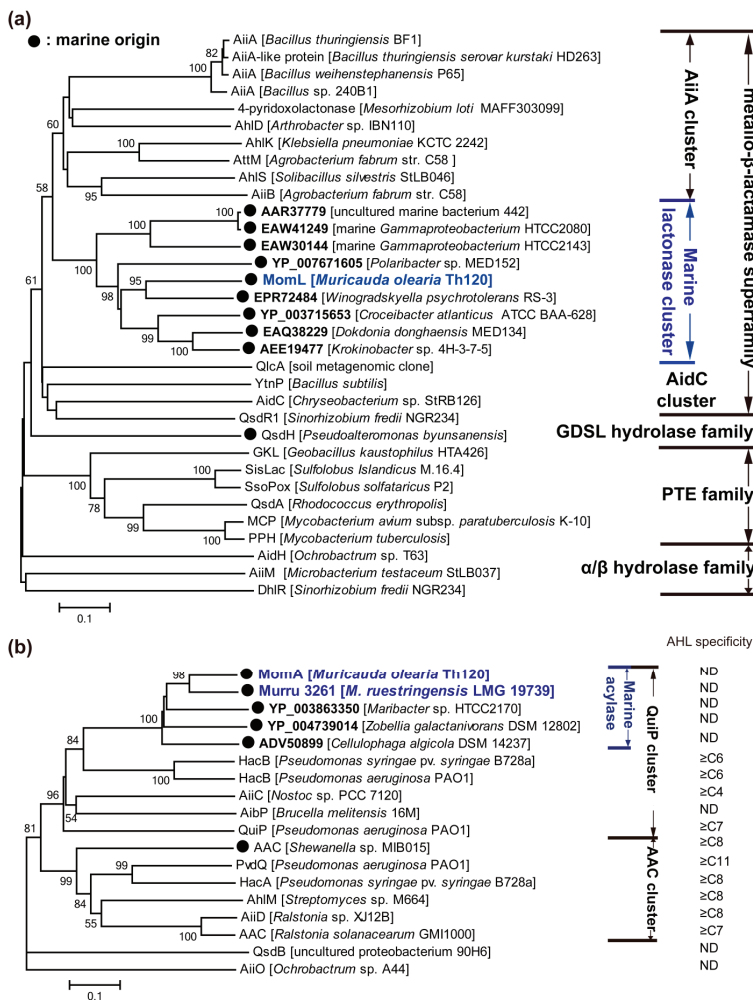 (a)
● : marine origin
AiiA [Bacillus thuringiensis BF1]
82
AiiA-like protein [Bacillus thuringiensis serovar kurstaki HD263]
100
AiiA [Bacillus weihenstephanensis P65]
AiiA [Bacillus sp. 240B1]
4-pyridoxolactonase [Mesorhizobium loti MAFF303099]
60
AhlD [Arthrobacter sp. IBN110]
100
AhlK [Klebsiella pneumoniae KCTC 2242]
AttM [Agrobacterium fabrum str. C58 ]
58
AhlS [Solibacillus silvestris StLB046]
95
AiiB [Agrobacterium fabrum str. C58]
100
AAR37779 [uncultured marine bacterium 442]
100
EAW41249 [marine Gammaproteobacterium HTCC2080]
EAW30144 [marine Gammaproteobacterium HTCC2143]
100
YP_007671605 [Polaribacter sp. MED152]
61
95
MomL [Muricauda olearia Th120]
98
EPR72484 [Winogradskyella psychrotolerans RS-3]
YP_003715653 [Croceibacter atlanticus ATCC BAA-628]
99
EAQ38229 [Dokdonia donghaensis MED134]
100
AEE19477 [Krokinobacter sp. 4H-3-7-5]
QlcA [soil metagenomic clone]
YtnP [Bacillus subtilis]
AidC [Chryseobacterium sp. StRB126]
QsdR1 [Sinorhizobium fredii NGR234]
QsdH [Pseudoalteromonas byunsanensis]
GKL [Geobacillus kaustophilus HTA426]
100
SisLac [Sulfolobus Islandicus M.16.4]
100
SsoPox [Sulfolobus solfataricus P2]
78
QsdA [Rhodococcus erythropolis]
99
MCP [Mycobacterium avium subsp. paratuberculosis K-10]
100
PPH [Mycobacterium tuberculosis]
AidH [Ochrobactrum sp. T63]
AiiM [Microbacterium testaceum StLB037]
DhlR [Sinorhizobium fredii NGR234]
0.1
AiiA cluster
Marine
lactonase cluster
AidC
cluster
metallo-β-lactamase superfamily
GDSL hydrolase family
PTE family
α/β hydrolase family
(b)
AHL specificity
98
MomA [Muricauda olearia Th120]
ND
Murru 3261 [M. ruestringensis LMG 19739]
ND
YP_003863350 [Maribacter sp. HTCC2170]
ND
100
YP_004739014 [Zobellia galactanivorans DSM 12802]
ND
84
ADV50899 [Cellulophaga algicola DSM 14237]
ND
HacB [Pseudomonas syringae pv. syringae B728a]
≥C6
100
HacB [Pseudomonas aeruginosa PAO1]
≥C6
96
AiiC [Nostoc sp. PCC 7120]
≥C4
54
AibP [Brucella melitensis 16M]
ND
81
QuiP [Pseudomonas aeruginosa PAO1]
≥C7
AAC [Shewanella sp. MIB015]
≥C8
99
99
PvdQ [Pseudomonas aeruginosa PAO1]
≥C11
HacA [Pseudomonas syringae pv. syringae B728a]
≥C8
84
AhlM [Streptomyces sp. M664]
≥C8
55
AiiD [Ralstonia sp. XJ12B]
≥C8
100
AAC [Ralstonia solanacearum GMI1000]
≥C7
QsdB [uncultured proteobacterium 90H6]
ND
AiiO [Ochrobactrum sp. A44]
ND
0.1
Marine
acylase
QuiP cluster
AAC cluster